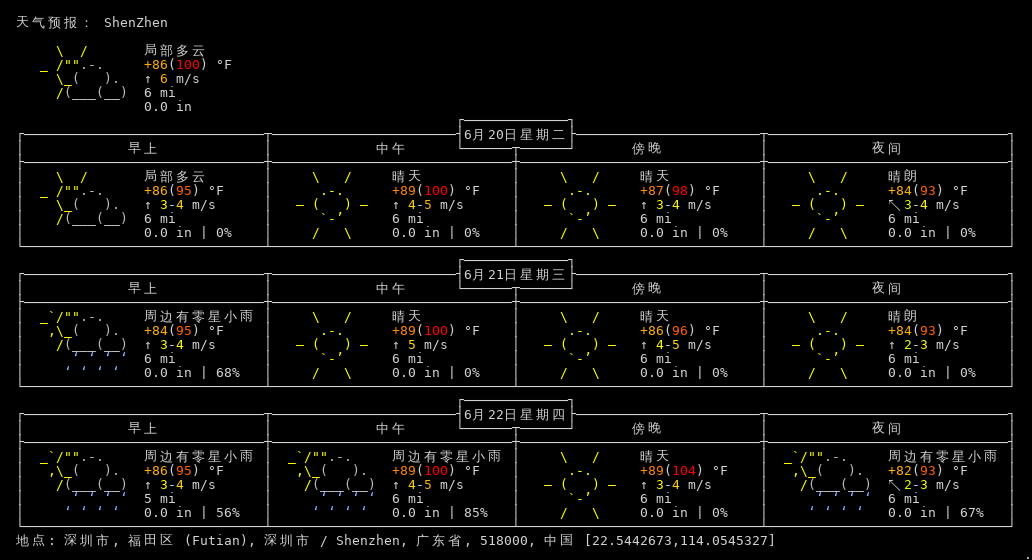 天气预报： ShenZhen
局部多云
+86(100) °F
↑ 6 m/s
6 mi
0.0 in
6月20日星期二
早上 中午 傍晚 夜间
局部多云 晴天 晴天 晴朗
+86(95) °F +89(100) °F +87(98) °F +84(93) °F
↑ 3-4 m/s ↑ 4-5 m/s ↑ 3-4 m/s ↖ 3-4 m/s
6 mi 6 mi 6 mi 6 mi
0.0 in | 0% 0.0 in | 0% 0.0 in | 0% 0.0 in | 0%
6月21日星期三
早上 中午 傍晚 夜间
周边有零星小雨 晴天 晴天 晴朗
+84(95) °F +89(100) °F +86(96) °F +84(93) °F
↑ 3-4 m/s ↑ 5 m/s ↑ 4-5 m/s ↑ 2-3 m/s
6 mi 6 mi 6 mi 6 mi
0.0 in | 68% 0.0 in | 0% 0.0 in | 0% 0.0 in | 0%
6月22日星期四
早上 中午 傍晚 夜间
周边有零星小雨 周边有零星小雨 晴天 周边有零星小雨
+86(95) °F +89(100) °F +89(104) °F +82(93) °F
↑ 3-4 m/s ↑ 4-5 m/s ↑ 3-4 m/s ↖ 2-3 m/s
5 mi 6 mi 6 mi 6 mi
0.0 in | 56% 0.0 in | 85% 0.0 in | 0% 0.0 in | 67%
地点: 深圳市, 福田区 (Futian), 深圳市 / Shenzhen, 广东省, 518000, 中国 [22.5442673,114.0545327]